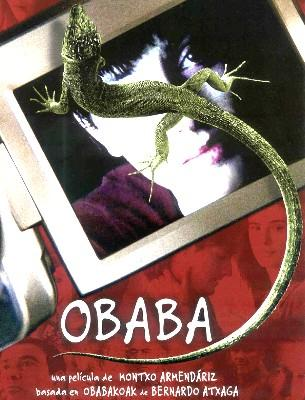 OBABA
una película de MONTXO ARMENDÁRIZ
basada en OBABAKOAK de BERNARDO ATXAGA